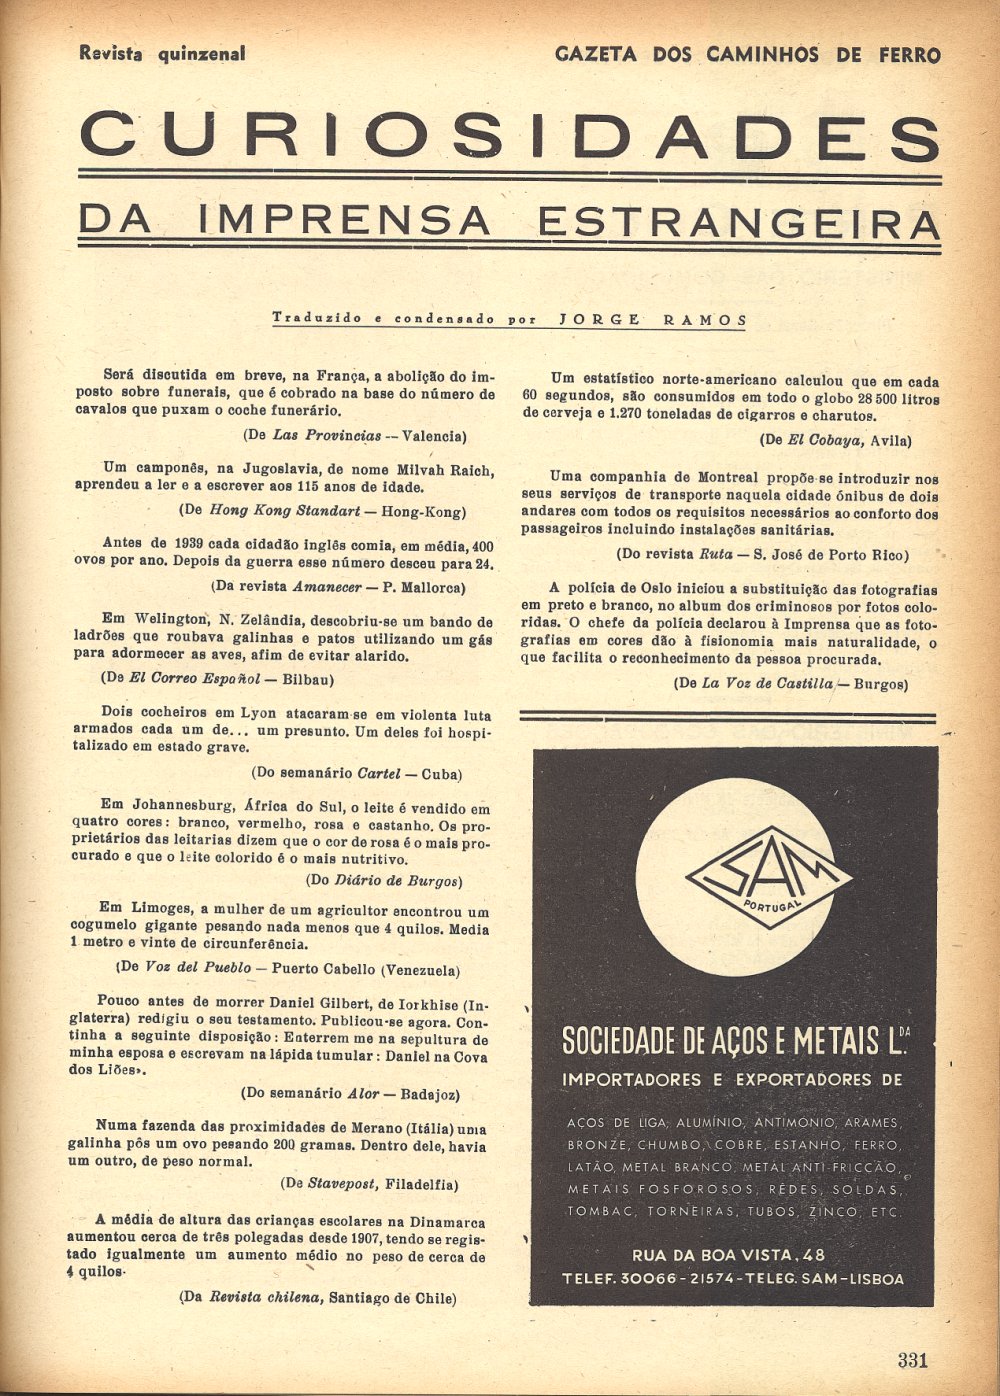 Revista quinzenal
GAZETA DOS CAMINHOS DE FERRO
CURIOSIDADES
DA IMPRENSA ESTRANGEIRA
Traduzido e condensado por JORGE RAMOS
Será discutida em breve, na França, a abolição do im-
posto sobre funerais, que é cobrado na base do número de
cavalos que puxam o coche funerário.
(De Las Provincias -- Valencia)
Um camponês, na Jugoslavia, de nome Milvah Raich,
aprendeu a ler e a escrever aos 115 anos de idade.
(De Hong Kong Standart — Hong-Kong)
Antes de 1939 cada cidadão inglês comia, em média, 400
ovos por ano. Depois da guerra esse número desceu para 24.
(Da revista Amanecer — P. Mallorca)
Em Welington, N. Zelândia, descobriu-se um bando de
ladrões que roubava galinhas e patos utilizando um gás
para adormecer as aves, afim de evitar alarido.
(De El Correo Español — Bilbau)
Dois cocheiros em Lyon atacaram-se em violenta luta
armados cada um de... um presunto. Um deles foi hospi-
talizado em estado grave.
(Do semanário Cartel — Cuba)
Em Johannesburg, África do Sul, o leite é vendido em
quatro cores: branco, vermelho, rosa e castanho. Os pro-
prietários das leitarias dizem que o cor de rosa é o mais pro-
curado e que o leite colorido é o mais nutritivo.
(Do Diário de Burgos)
Em Limoges, a mulher de um agricultor encontrou um
cogumelo gigante pesando nada menos que 4 quilos. Media
1 metro e vinte de circunferência.
(De Voz del Pueblo — Puerto Cabello (Venezuela)
Pouco antes de morrer Daniel Gilbert, de Iorkhise (In-
glaterra) redigiu o seu testamento. Publicou-se agora. Con-
tinha a seguinte disposição: Enterrem me na sepultura de
minha esposa e escrevam na lápida tumular: Daniel na Cova
dos Liões».
(Do semanário Alor — Badajoz)
Numa fazenda das proximidades de Merano (Itália) uma
galinha pôs um ovo pesando 200 gramas. Dentro dele, havia
um outro, de peso normal.
(De Stavepost, Filadelfia)
A média de altura das crianças escolares na Dinamarca
aumentou cerca de três polegadas desde 1907, tendo se regis-
tado igualmente um aumento médio no peso de cerca de
4 quilos.
(Da Revista chilena, Santiago de Chile)
Um estatístico norte-americano calculou que em cada
60 segundos, são consumidos em todo o globo 28 500 litros
de cerveja e 1.270 toneladas de cigarros e charutos.
(De El Cobaya, Avila)
Uma companhia de Montreal propõe-se introduzir nos
seus serviços de transporte naquela cidade ónibus de dois
andares com todos os requisitos necessários ao conforto dos
passageiros incluindo instalações sanitárias.
(Do revista Ruta — S. José de Porto Rico)
A polícia de Oslo iniciou a substituição das fotografias
em preto e branco, no album dos criminosos por fotos colo-
ridas. O chefe da polícia declarou à Imprensa que as foto-
grafias em cores dão à fisionomia mais naturalidade, o
que facilita o reconhecimento da pessoa procurada.
(De La Voz de Castilla — Burgos)
SAM
PORTUGAL
SOCIEDADE DE AÇOS E METAIS L.DA
IMPORTADORES E EXPORTADORES DE
AÇOS DE LIGA, ALUMÍNIO, ANTIMONIO, ARAMES,
BRONZE, CHUMBO, COBRE, ESTANHO, FERRO,
LATÃO, METAL BRANCO, METAL ANTI-FRICCÃO,
METAIS FOSFOROSOS, RÊDES, SOLDAS,
TOMBAC, TORNEIRAS, TUBOS, ZINCO, ETC.
RUA DA BOA VISTA, 48
TELEF. 30066 - 21574 - TELEG. SAM - LISBOA
331